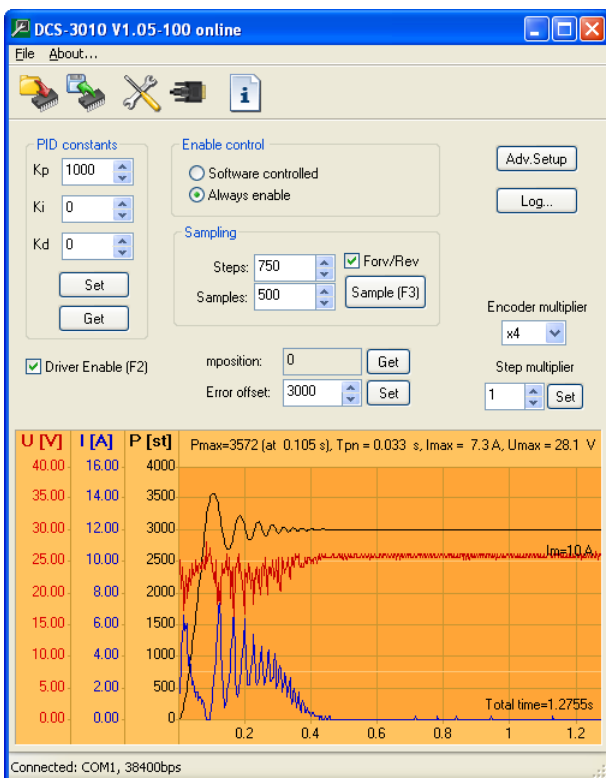 DCS-3010 V1.05-100 online
File About...
PID constants
Kp 1000
Ki 0
Kd 0
Set
Get
Enable control
Software controlled
Always enable
Adv.Setup
Log...
Sampling
Steps: 750
Forv/Rev
Samples: 500
Sample (F3)
Encoder multiplier
x4
Driver Enable (F2)
mposition: 0 Get
Error offset: 3000 Set
Step multiplier
1 Set
U [V] I [A] P [st] Pmax=3572 (at 0.105 s), Tpn = 0.033 s, Imax = 7.3 A, Umax = 28.1 V
40.00 16.00 4000
35.00 14.00 3500
30.00 12.00 3000
Im=10 A
25.00 10.00 2500
20.00 8.00 2000
15.00 6.00 1500
10.00 4.00 1000
5.00 2.00 500
Total time=1.2755s
0.00 0.00 0
0.2 0.4 0.6 0.8 1 1.2
Connected: COM1, 38400bps